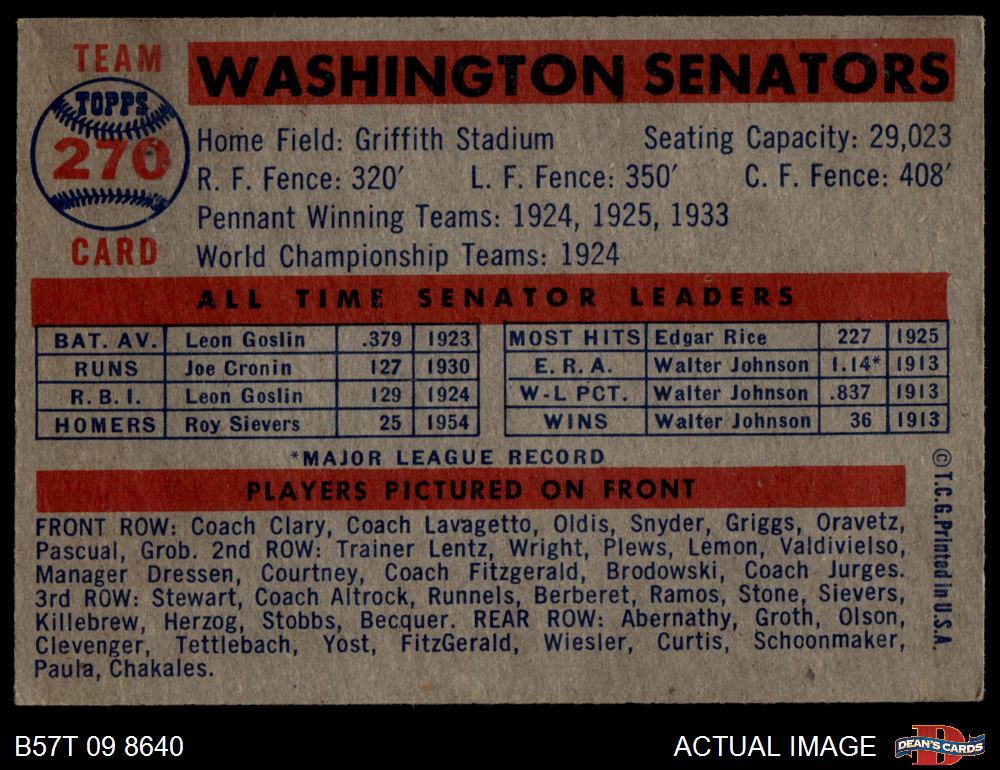 TEAM
TOPPS
270
CARD
WASHINGTON SENATORS
Home Field: Griffith Stadium Seating Capacity: 29,023
R. F. Fence: 320′ L. F. Fence: 350′ C. F. Fence: 408′
Pennant Winning Teams: 1924, 1925, 1933
World Championship Teams: 1924
ALL TIME SENATOR LEADERS
BAT. AV. Leon Goslin .379 1923 MOST HITS Edgar Rice 227 1925
RUNS Joe Cronin 127 1930 E. R. A. Walter Johnson 1.14* 1913
R. B. I. Leon Goslin 129 1924 W-L PCT. Walter Johnson .837 1913
HOMERS Roy Sievers 25 1954 WINS Walter Johnson 36 1913
*MAJOR LEAGUE RECORD
PLAYERS PICTURED ON FRONT
FRONT ROW: Coach Clary, Coach Lavagetto, Oldis, Snyder, Griggs, Oravetz,
Pascual, Grob. 2nd ROW: Trainer Lentz, Wright, Plews, Lemon, Valdivielso,
Manager Dressen, Courtney, Coach Fitzgerald, Brodowski, Coach Jurges.
3rd ROW: Stewart, Coach Altrock, Runnels, Berberet, Ramos, Stone, Sievers,
Killebrew, Herzog, Stobbs, Becquer. REAR ROW: Abernathy, Groth, Olson,
Clevenger, Tettlebach, Yost, FitzGerald, Wiesler, Curtis, Schoonmaker,
Paula, Chakales.
© T.C.G. Printed in U.S.A.
B57T 09 8640
ACTUAL IMAGE
D
DEAN'S CARDS